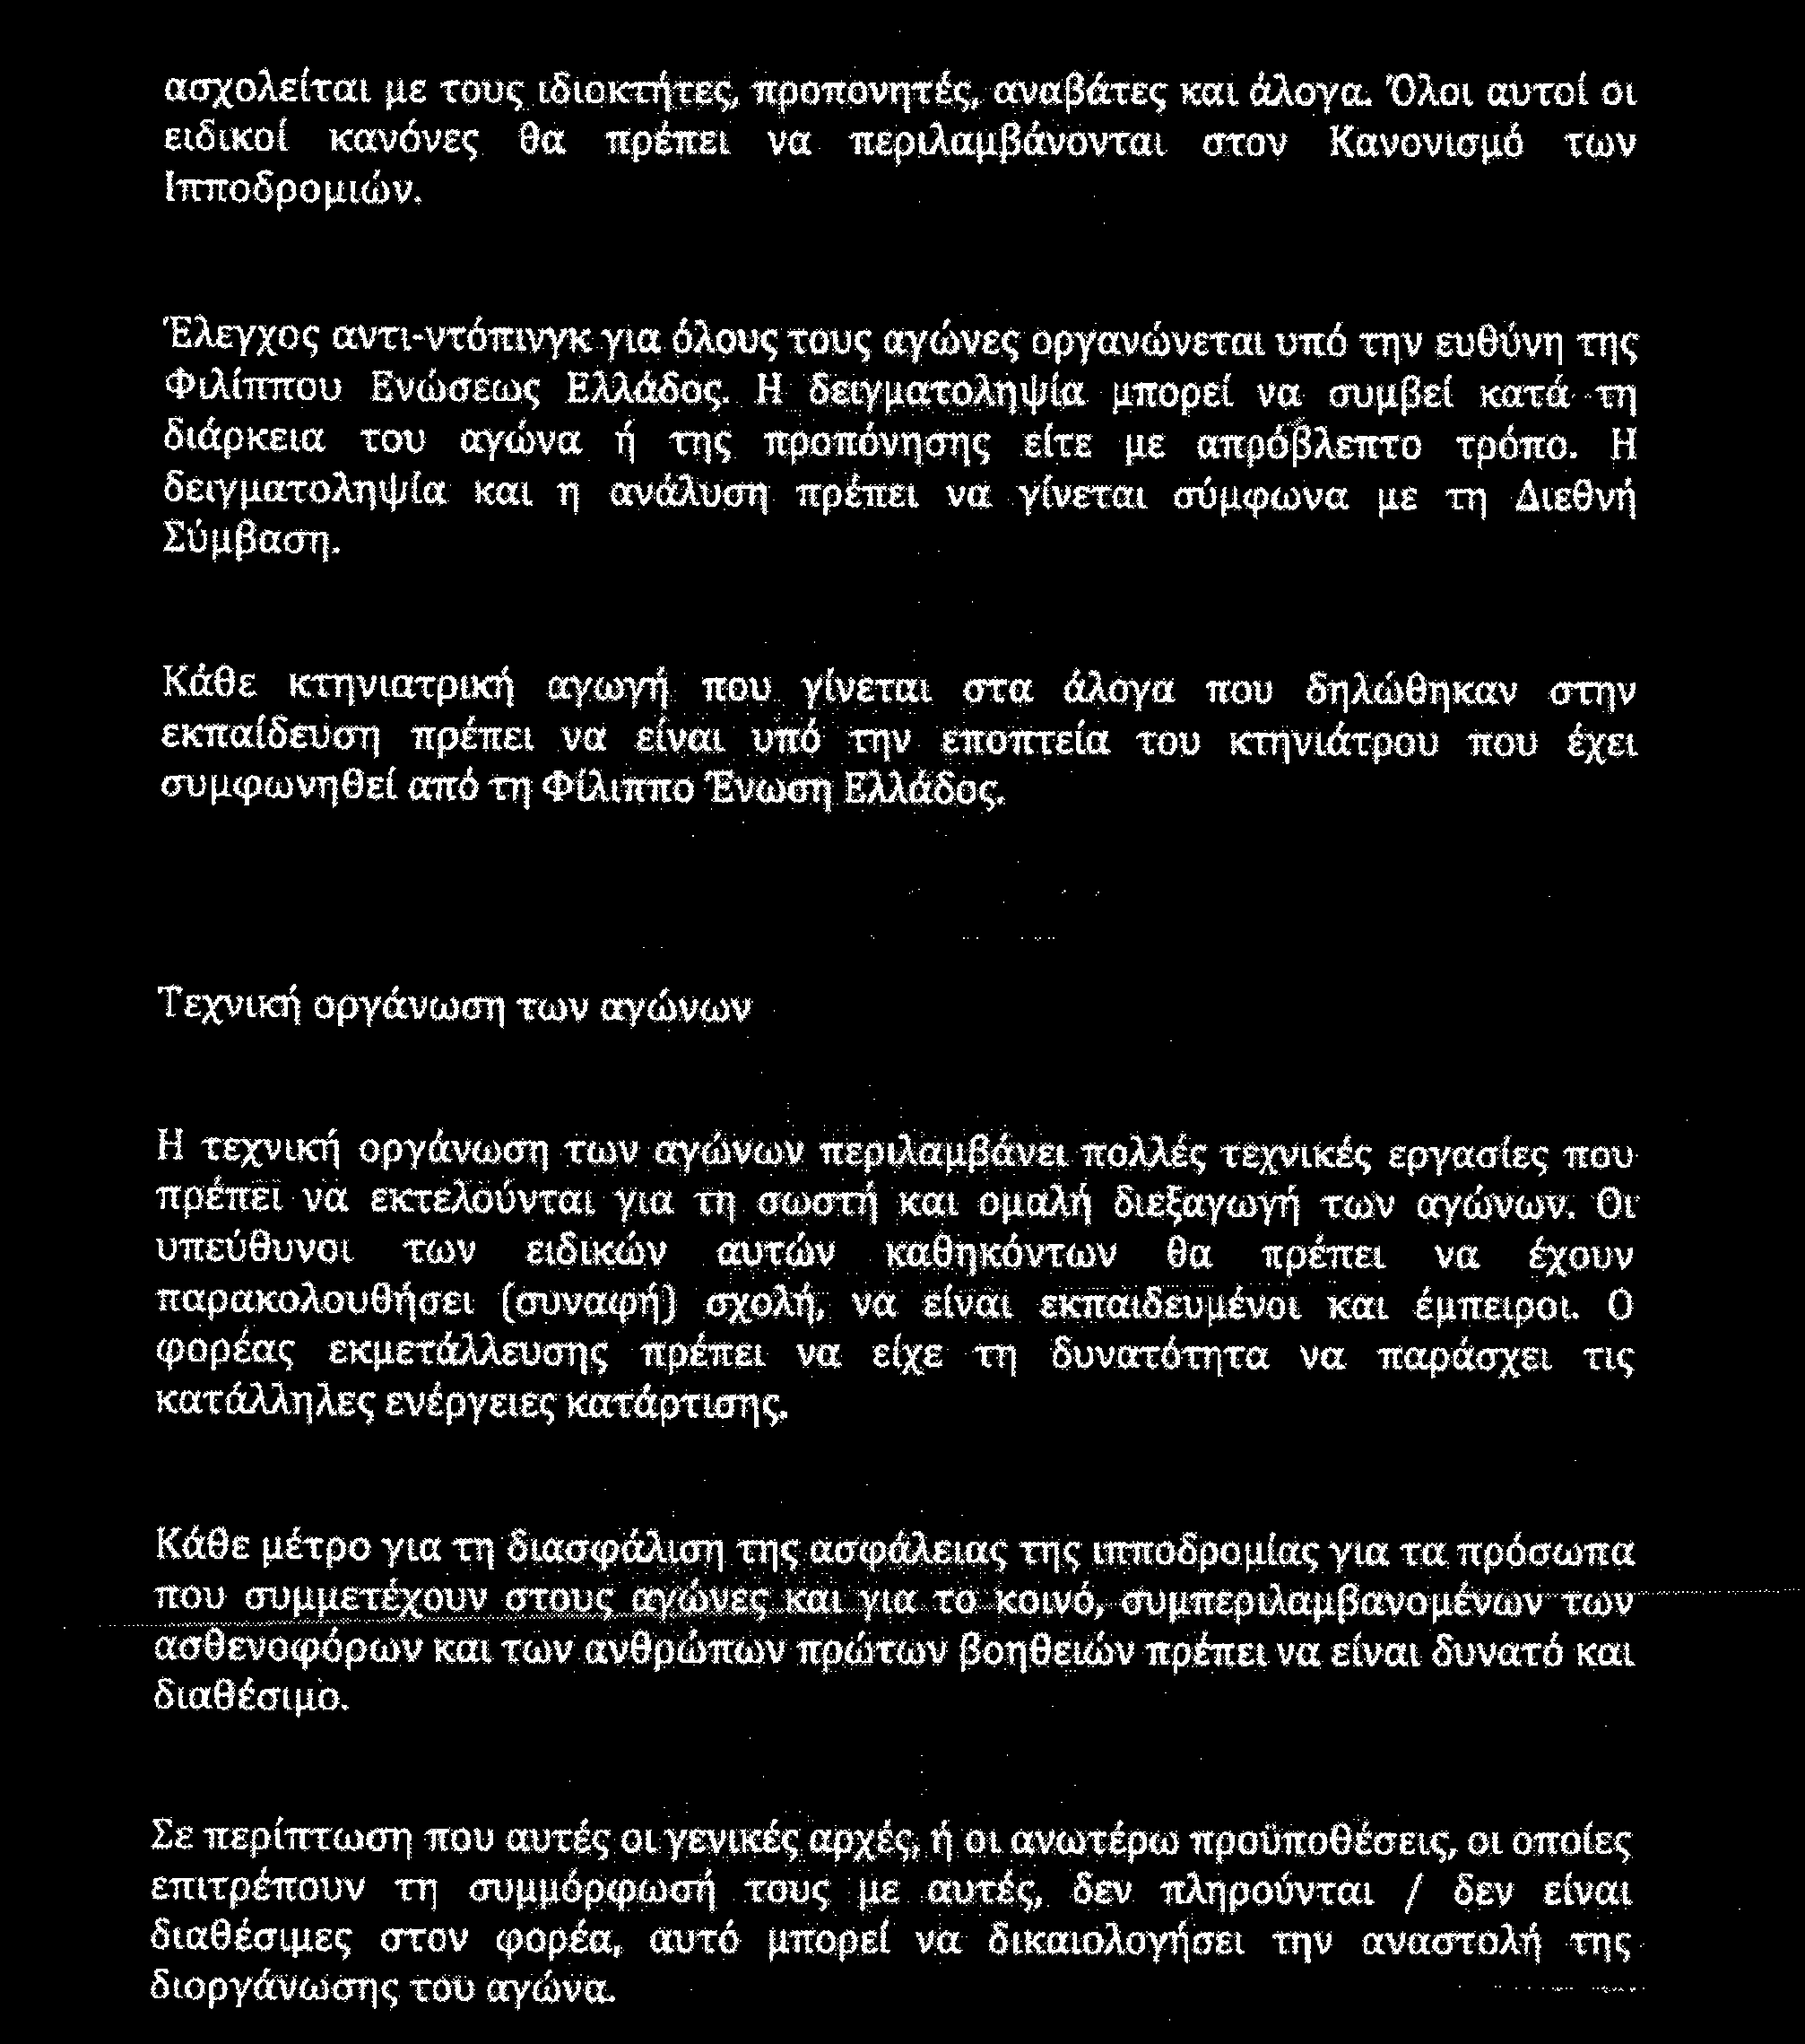 ασχολείται με τους ιδιοκτήτες, προπονητές, αναβάτες και άλογα. Όλοι αυτοί οι
ειδικοί κανόνες θα πρέπει να περιλαμβάνονται στον Κανονισμό των
Ιπποδρομιών.
Έλεγχος αντι-ντόπινγκ για όλους τους αγώνες οργανώνεται υπό την ευθύνη της
Φιλίππου Ενώσεως Ελλάδος. Η δειγματοληψία μπορεί να συμβεί κατά τη
διάρκεια του αγώνα ή της προπόνησης είτε με απρόβλεπτο τρόπο. Η
δειγματοληψία και η ανάλυση πρέπει να γίνεται σύμφωνα με τη Διεθνή
Σύμβαση.
Κάθε κτηνιατρική αγωγή που γίνεται στα άλογα που δηλώθηκαν στην
εκπαίδευση πρέπει να είναι υπό την εποπτεία του κτηνιάτρου που έχει
συμφωνηθεί από τη Φίλιππο Ένωση Ελλάδος.
Τεχνική οργάνωση των αγώνων
Η τεχνική οργάνωση των αγώνων περιλαμβάνει πολλές τεχνικές εργασίες που
πρέπει να εκτελούνται για τη σωστή και ομαλή διεξαγωγή των αγώνων. Οι
υπεύθυνοι των ειδικών αυτών καθηκόντων θα πρέπει να έχουν
παρακολουθήσει (συναφή) σχολή, να είναι εκπαιδευμένοι και έμπειροι. Ο
φορέας εκμετάλλευσης πρέπει να είχε τη δυνατότητα να παράσχει τις
κατάλληλες ενέργειες κατάρτισης.
Κάθε μέτρο για τη διασφάλιση της ασφάλειας της ιπποδρομίας για τα πρόσωπα
που συμμετέχουν στους αγώνες και για το κοινό, συμπεριλαμβανομένων των
ασθενοφόρων και των ανθρώπων πρώτων βοηθειών πρέπει να είναι δυνατό και
διαθέσιμο.
Σε περίπτωση που αυτές οι γενικές αρχές, ή οι ανωτέρω προϋποθέσεις, οι οποίες
επιτρέπουν τη συμμόρφωσή τους με αυτές, δεν πληρούνται / δεν είναι
διαθέσιμες στον φορέα, αυτό μπορεί να δικαιολογήσει την αναστολή της
διοργάνωσης του αγώνα.